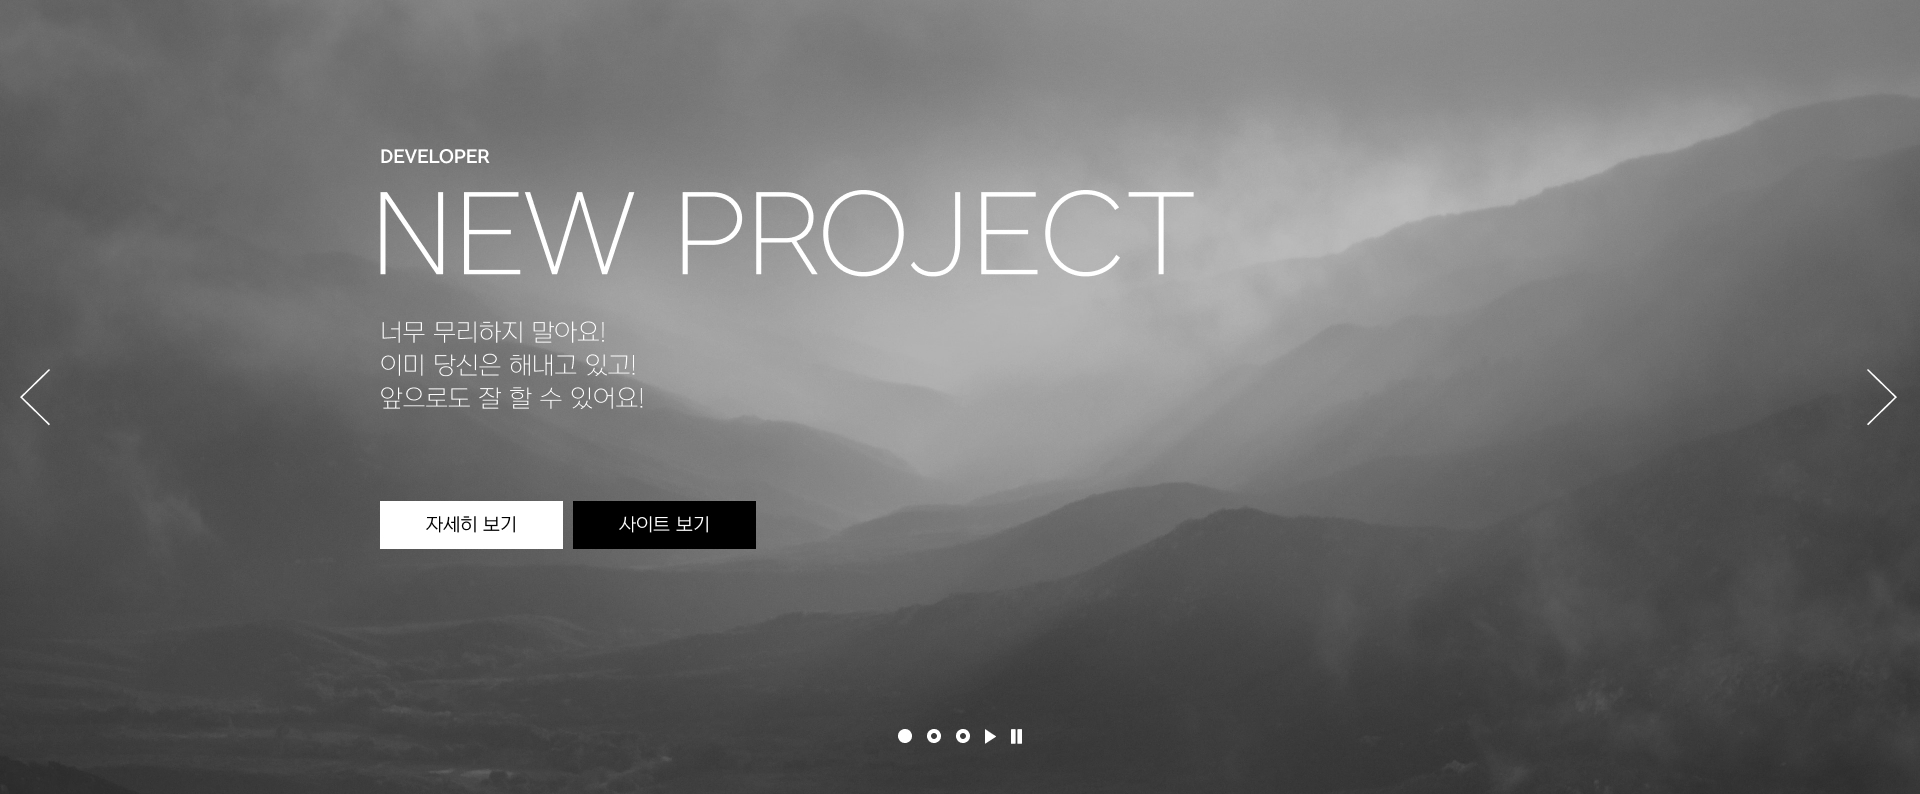 DEVELOPER
NEW PROJECT
너무 무리하지 말아요!
이미 당신은 해내고 있고!
앞으로도 잘 할 수 있어요!
자세히 보기
사이트 보기